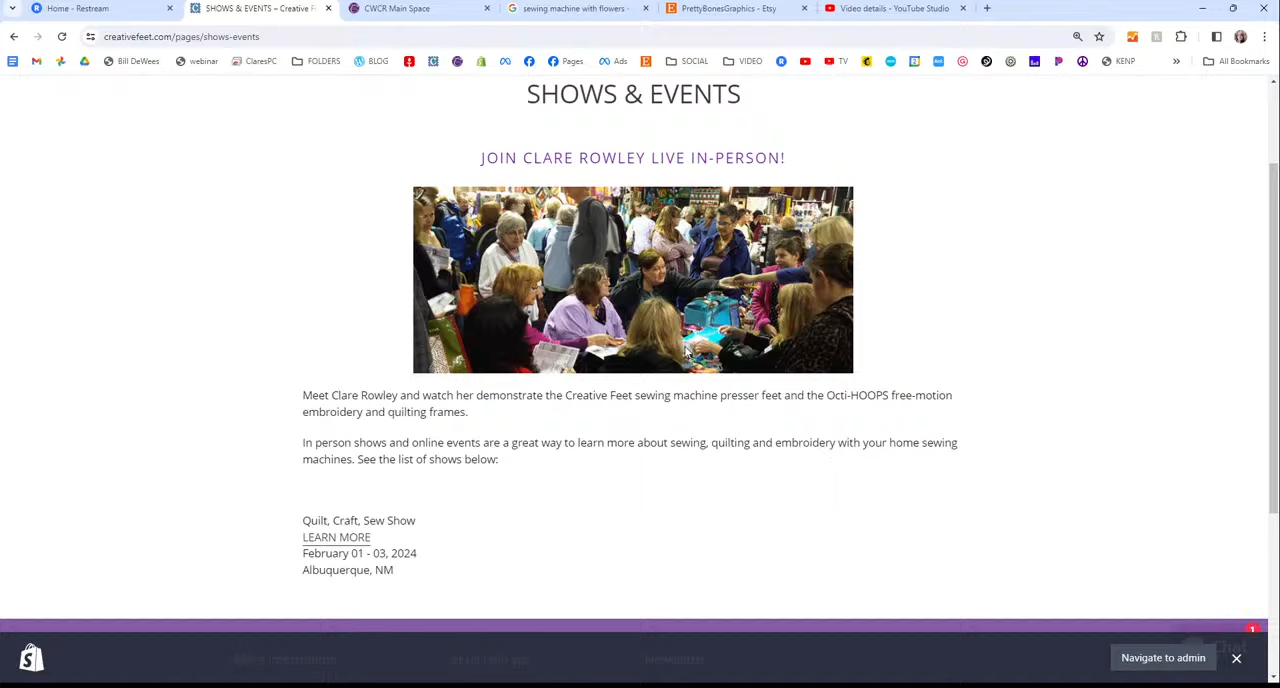 Home - Restream
SHOWS & EVENTS – Creative F
CWCR Main Space
sewing machine with flowers -
PrettyBonesGraphics - Etsy
Video details - YouTube Studio
creativefeet.com/pages/shows-events
Bill DeWees
webinar
ClaresPC
FOLDERS
BLOG
Pages
Ads
SOCIAL
VIDEO
TV
KENP
All Bookmarks
SHOWS & EVENTS
JOIN CLARE ROWLEY LIVE IN-PERSON!
Meet Clare Rowley and watch her demonstrate the Creative Feet sewing machine presser feet and the Octi-HOOPS free-motion
embroidery and quilting frames.
In person shows and online events are a great way to learn more about sewing, quilting and embroidery with your home sewing
machines. See the list of shows below:
Quilt, Craft, Sew Show
LEARN MORE
February 01 - 03, 2024
Albuquerque, NM
1
Chat
Navigate to admin